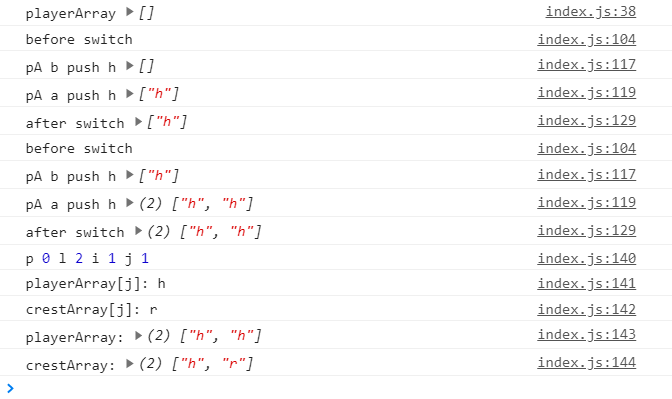 playerArray ▶[] index.js:38
before switch index.js:104
pA b push h ▶[] index.js:117
pA a push h ▶["h"] index.js:119
after switch ▶["h"] index.js:129
before switch index.js:104
pA b push h ▶["h"] index.js:117
pA a push h ▶(2) ["h", "h"] index.js:119
after switch ▶(2) ["h", "h"] index.js:129
p 0 l 2 i 1 j 1 index.js:140
playerArray[j]: h index.js:141
crestArray[j]: r index.js:142
playerArray: ▶(2) ["h", "h"] index.js:143
crestArray: ▶(2) ["h", "r"] index.js:144